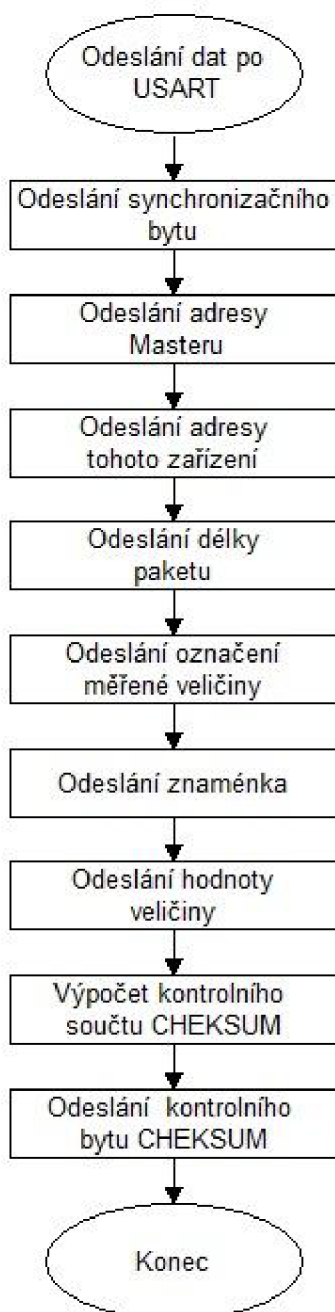 Odeslání dat po
USART
Odeslání synchronizačního
bytu
Odeslání adresy
Masteru
Odeslání adresy
tohoto zařízení
Odeslání délky
paketu
Odeslání označení
měřené veličiny
Odeslání znaménka
Odeslání hodnoty
veličiny
Výpočet kontrolního
součtu CHEKSUM
Odeslání kontrolního
bytu CHEKSUM
Konec